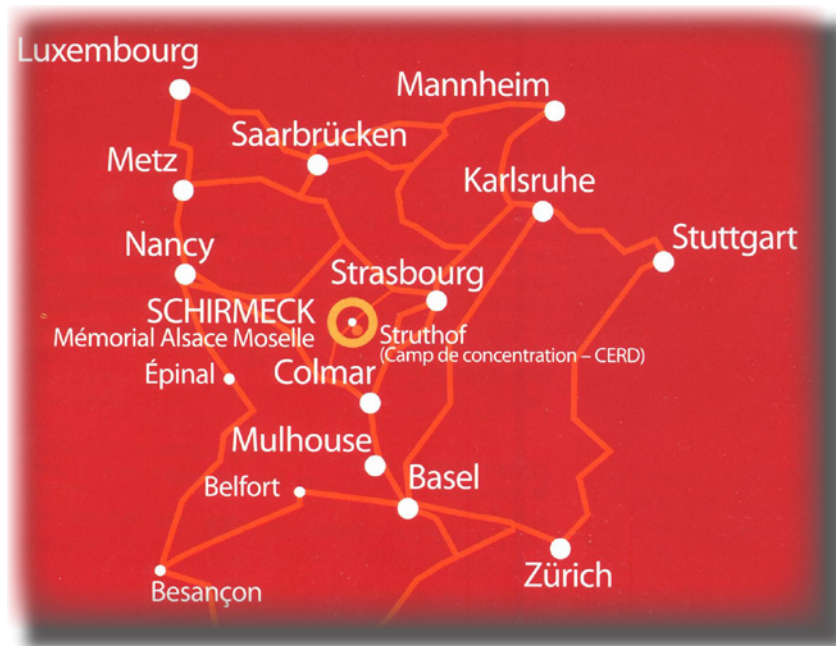 Luxembourg
Mannheim
Saarbrücken
Metz
Karlsruhe
Stuttgart
Nancy
Strasbourg
SCHIRMECK
Mémorial Alsace Moselle
Struthof
(Camp de concentration – CERD)
Épinal
Colmar
Mulhouse
Basel
Belfort
Zürich
Besançon